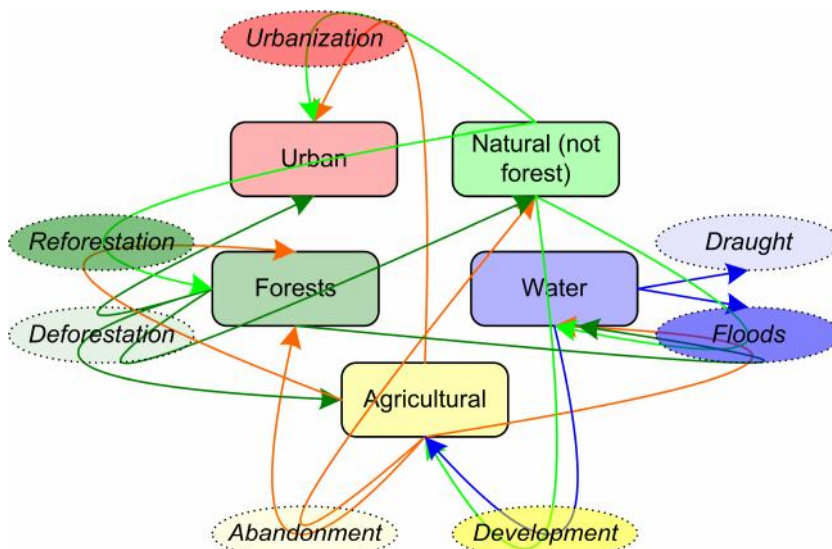 Urbanization
Urban
Natural (not
forest)
Reforestation
Draught
Forests
Water
Deforestation
Floods
Agricultural
Abandonment
Development